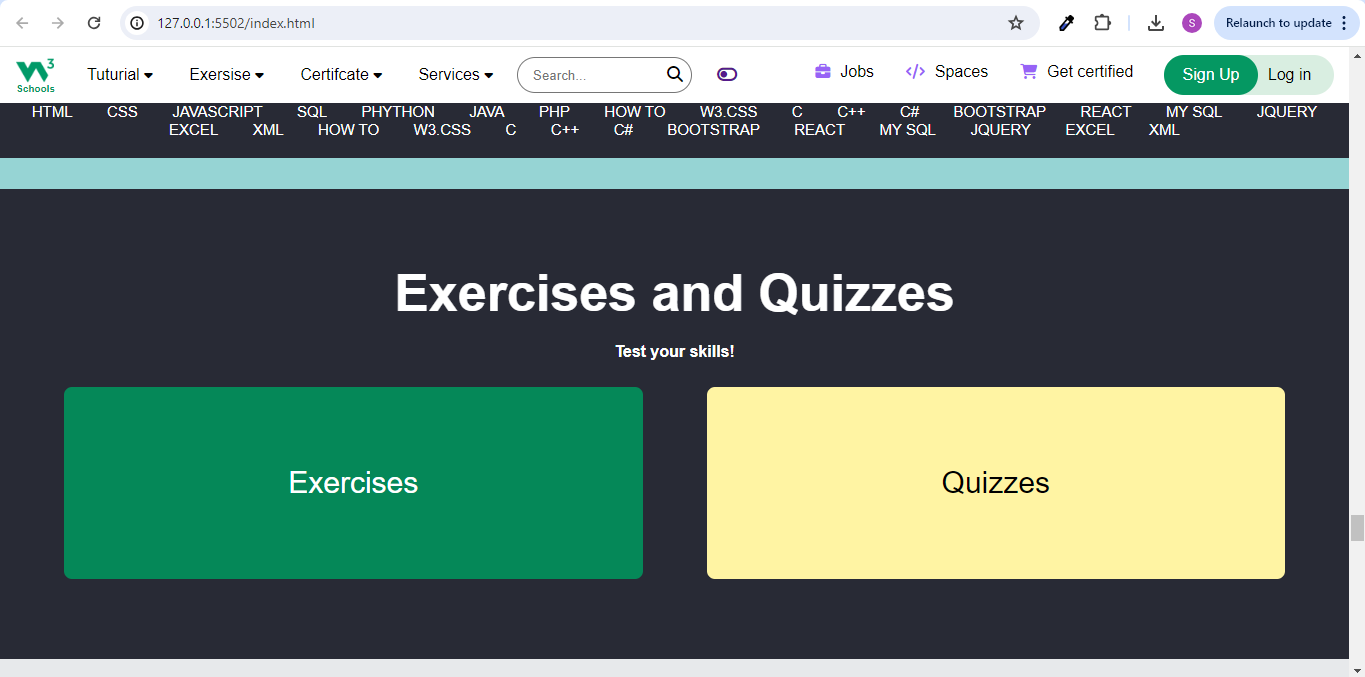 127.0.0.1:5502/index.html
S
Relaunch to update
3
Schools
Tuturial
Exersise
Certifcate
Services
Search...
Jobs
Spaces
Get certified
Sign Up
Log in
HTML CSS JAVASCRIPT SQL PHYTHON JAVA PHP HOW TO W3.CSS C C++ C# BOOTSTRAP REACT MY SQL JQUERY
EXCEL XML HOW TO W3.CSS C C++ C# BOOTSTRAP REACT MY SQL JQUERY EXCEL XML
Exercises and Quizzes
Test your skills!
Exercises
Quizzes